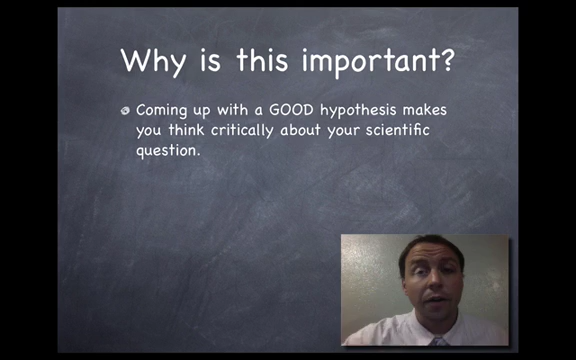 Why is this important?
Coming up with a GOOD hypothesis makes
you think critically about your scientific
question.